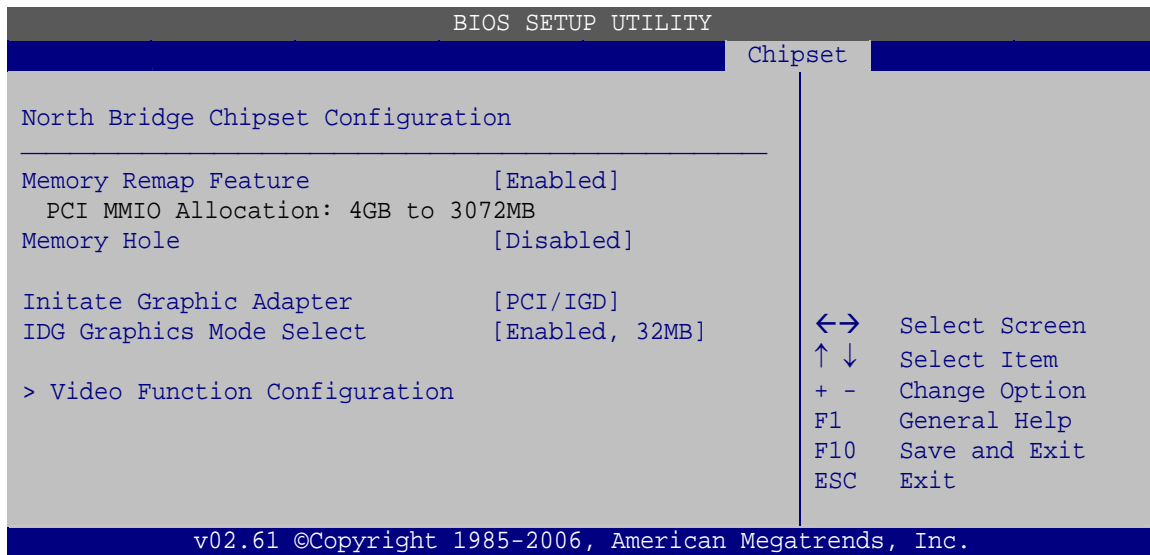 BIOS SETUP UTILITY
Chipset
North Bridge Chipset Configuration
Memory Remap Feature [Enabled]
PCI MMIO Allocation: 4GB to 3072MB
Memory Hole [Disabled]
Initate Graphic Adapter [PCI/IGD]
IDG Graphics Mode Select [Enabled, 32MB]
> Video Function Configuration
←→ Select Screen
↑ ↓ Select Item
+ - Change Option
F1 General Help
F10 Save and Exit
ESC Exit
v02.61 ©Copyright 1985-2006, American Megatrends, Inc.